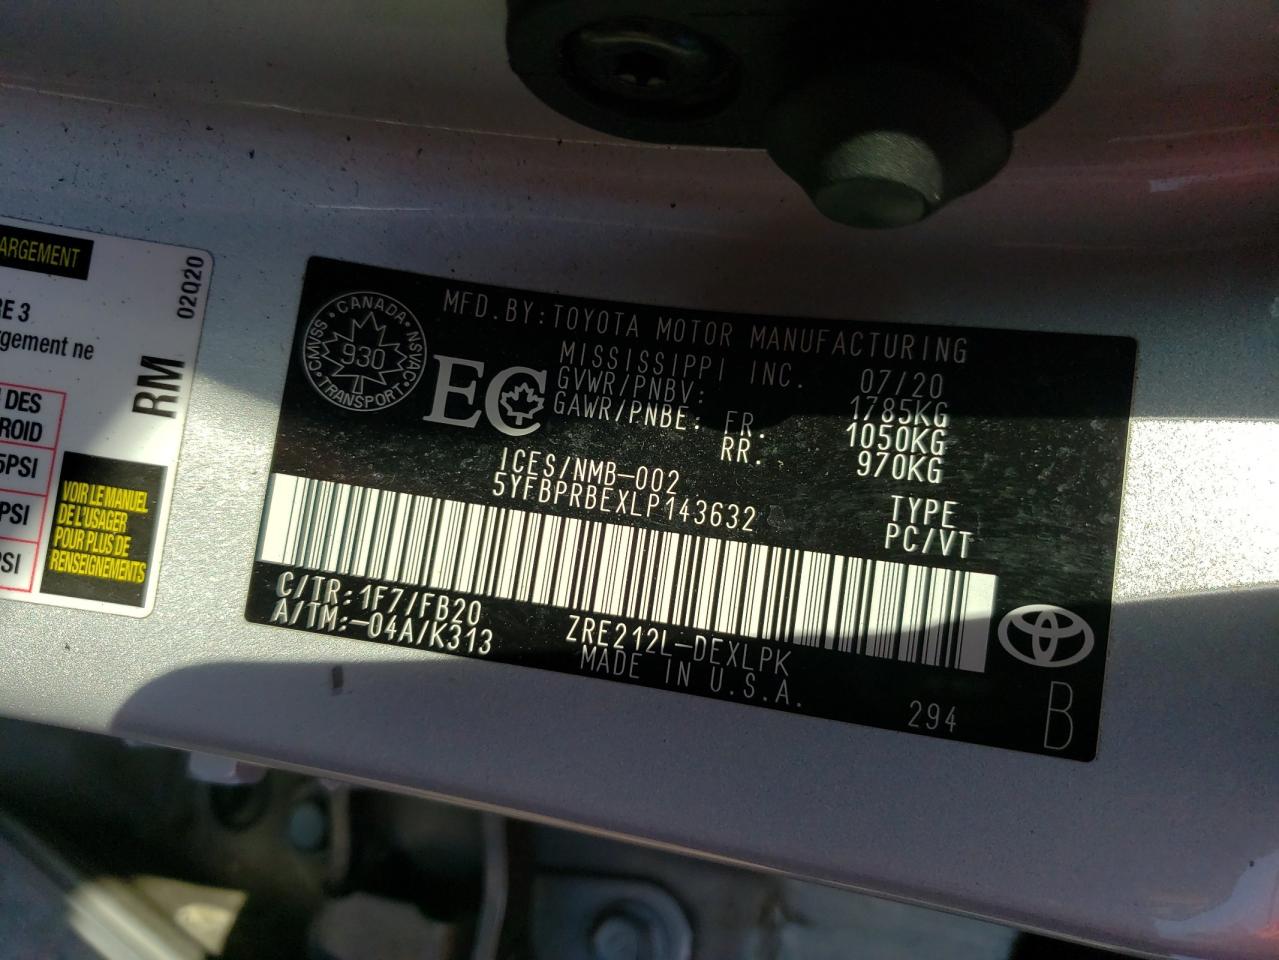 ARGEMENT
02Q20
RE 3
rgement ne
RM
DES
ROID
5PSI
PSI
PSI
VOIR LE MANUEL
DE L'USAGER
POUR PLUS DE
RENSEIGNEMENTS
CANADA
CMVSS
NSVAC
930
TRANSPORT
EC
MFD.BY:TOYOTA MOTOR MANUFACTURING
MISSISSIPPI INC. 07/20
GVWR/PNBV: 1785KG
GAWR/PNBE: FR. 1050KG
RR. 970KG
ICES/NMB-002
5YFBPRBEXLP143632
TYPE
PC/VT
C/TR:1F7/FB20
A/TM:-04A/K313
ZRE212L-DEXLPK
MADE IN U.S.A.
294
B